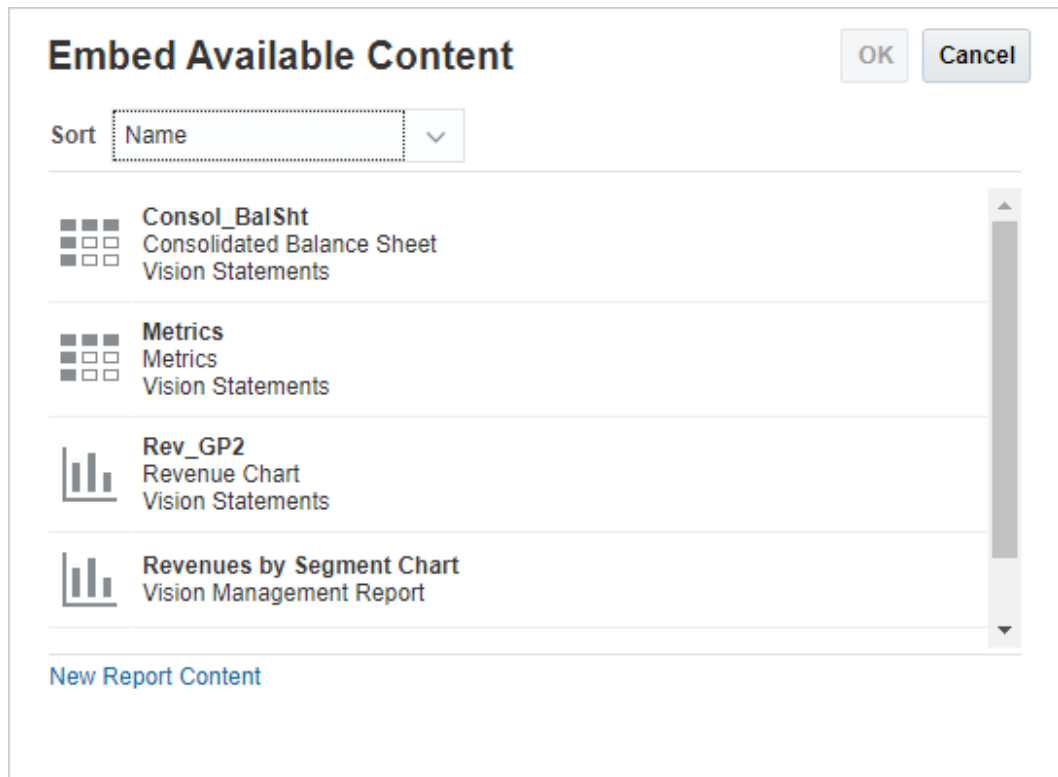 Embed Available Content
OK
Cancel
Sort
Name
Consol_BalSht
Consolidated Balance Sheet
Vision Statements
Metrics
Metrics
Vision Statements
Rev_GP2
Revenue Chart
Vision Statements
Revenues by Segment Chart
Vision Management Report
New Report Content